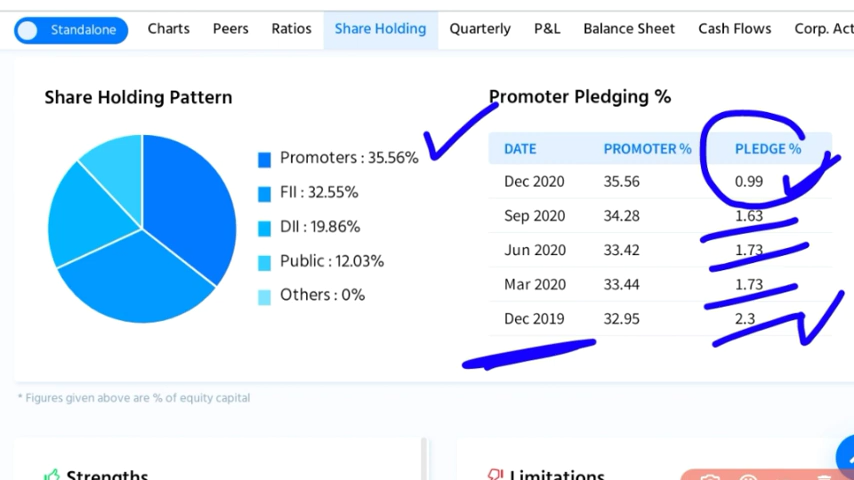 Standalone Charts Peers Ratios Share Holding Quarterly P&L Balance Sheet Cash Flows Corp. Act
Share Holding Pattern
Promoters : 35.56%
FII : 32.55%
DII : 19.86%
Public : 12.03%
Others : 0%
Promoter Pledging %
DATE PROMOTER % PLEDGE %
Dec 2020 35.56 0.99
Sep 2020 34.28 1.63
Jun 2020 33.42 1.73
Mar 2020 33.44 1.73
Dec 2019 32.95 2.3
* Figures given above are % of equity capital
Strengths
Limitations